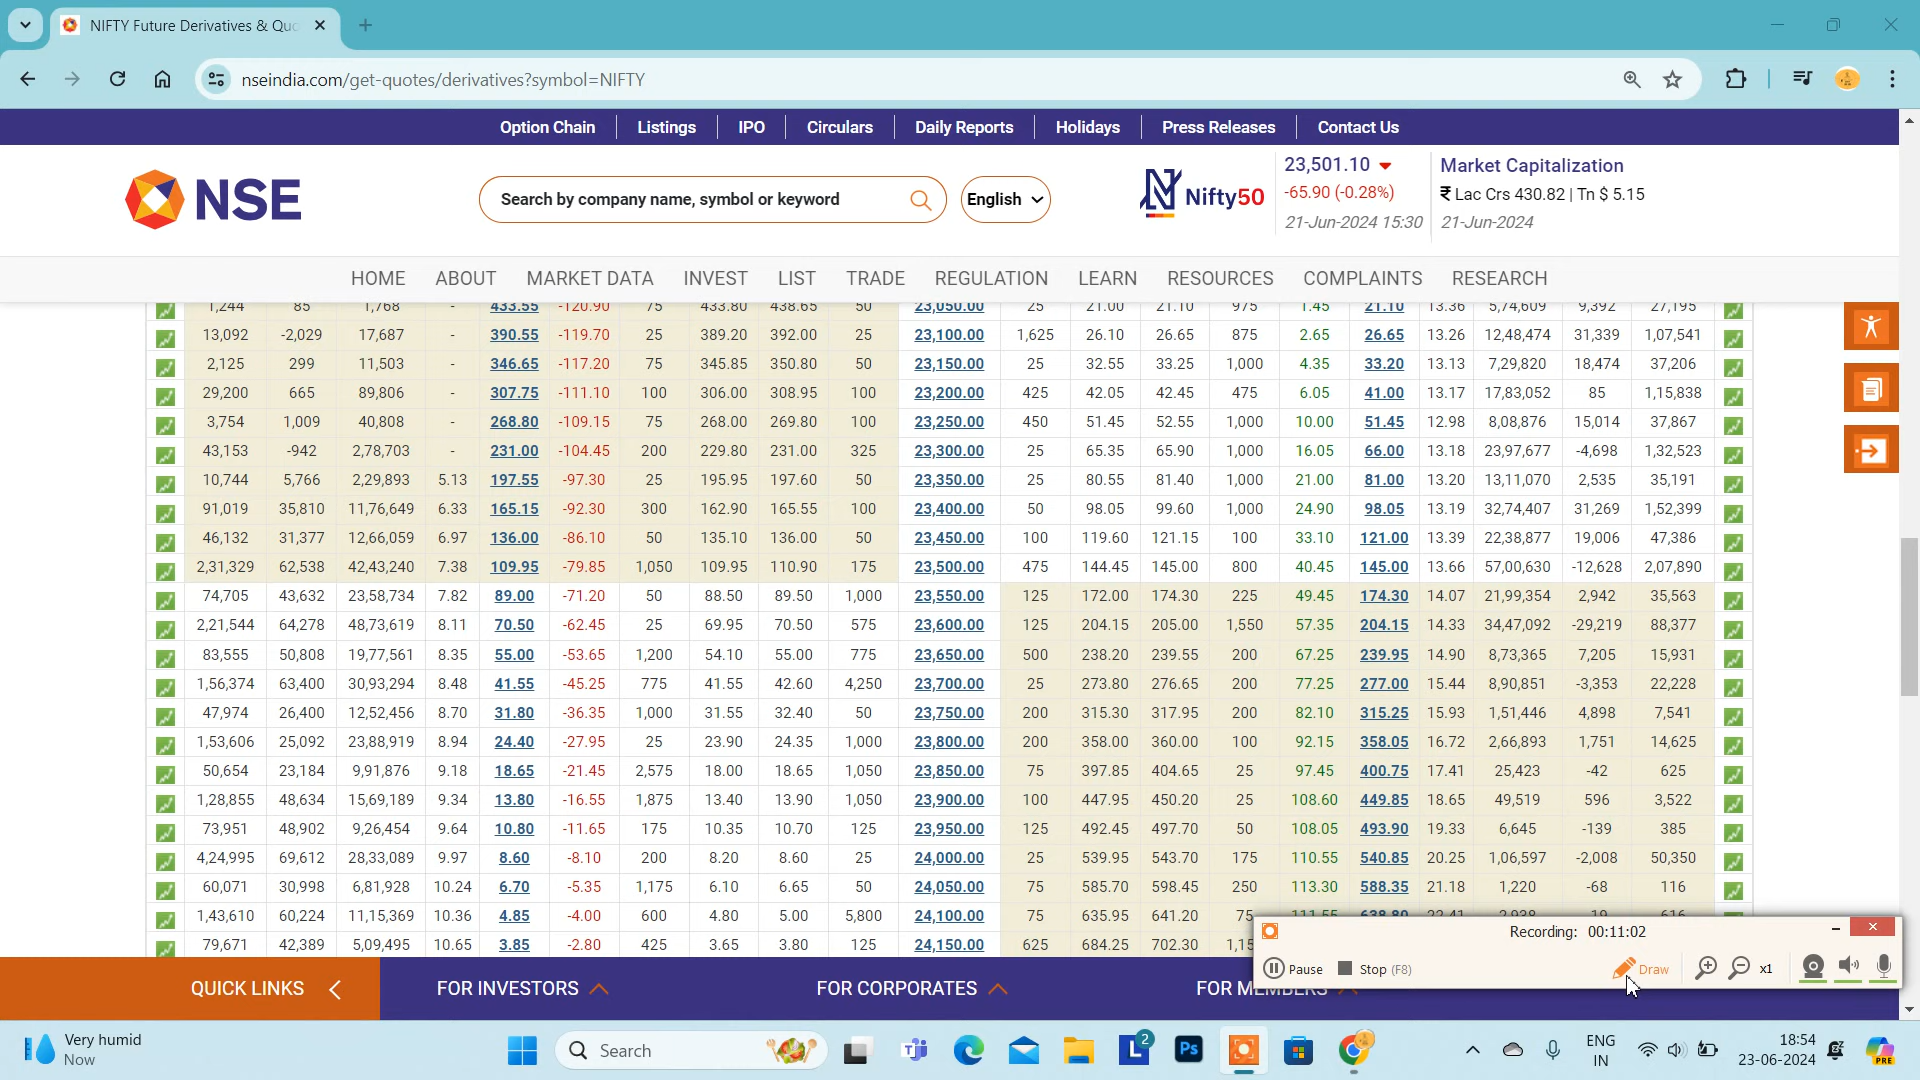 NIFTY Future Derivatives & Quo
nseindia.com/get-quotes/derivatives?symbol=NIFTY
Option Chain Listings IPO Circulars Daily Reports Holidays Press Releases Contact Us
NSE
Search by company name, symbol or keyword
English
Nifty50
23,501.10
-65.90 (-0.28%)
21-Jun-2024 15:30
Market Capitalization
₹ Lac Crs 430.82 | Tn $ 5.15
21-Jun-2024
HOME ABOUT MARKET DATA INVEST LIST TRADE REGULATION LEARN RESOURCES COMPLAINTS RESEARCH
1,244 85 1,768 - 433.55 -120.90 75 433.80 438.65 50 23,050.00 25 21.00 21.10 975 1.45 21.10 13.36 5,74,609 9,392 27,195
13,092 -2,029 17,687 - 390.55 -119.70 25 389.20 392.00 25 23,100.00 1,625 26.10 26.65 875 2.65 26.65 13.26 12,48,474 31,339 1,07,541
2,125 299 11,503 - 346.65 -117.20 75 345.85 350.80 50 23,150.00 25 32.55 33.25 1,000 4.35 33.20 13.13 7,29,820 18,474 37,206
29,200 665 89,806 - 307.75 -111.10 100 306.00 308.95 100 23,200.00 425 42.05 42.45 475 6.05 41.00 13.17 17,83,052 85 1,15,838
3,754 1,009 40,808 - 268.80 -109.15 75 268.00 269.80 100 23,250.00 450 51.45 52.55 1,000 10.00 51.45 12.98 8,08,876 15,014 37,867
43,153 -942 2,78,703 - 231.00 -104.45 200 229.80 231.00 325 23,300.00 25 65.35 65.90 1,000 16.05 66.00 13.18 23,97,677 -4,698 1,32,523
10,744 5,766 2,29,893 5.13 197.55 -97.30 25 195.95 197.60 50 23,350.00 25 80.55 81.40 1,000 21.00 81.00 13.20 13,11,070 2,535 35,191
91,019 35,810 11,76,649 6.33 165.15 -92.30 300 162.90 165.55 100 23,400.00 50 98.05 99.60 1,000 24.90 98.05 13.19 32,74,407 31,269 1,52,399
46,132 31,377 12,66,059 6.97 136.00 -86.10 50 135.10 136.00 50 23,450.00 100 119.60 121.15 100 33.10 121.00 13.39 22,38,877 19,006 47,386
2,31,329 62,538 42,43,240 7.38 109.95 -79.85 1,050 109.95 110.90 175 23,500.00 475 144.45 145.00 800 40.45 145.00 13.66 57,00,630 -12,628 2,07,890
74,705 43,632 23,58,734 7.82 89.00 -71.20 50 88.50 89.50 1,000 23,550.00 125 172.00 174.30 225 49.45 174.30 14.07 21,99,354 2,942 35,563
2,21,544 64,278 48,73,619 8.11 70.50 -62.45 25 69.95 70.50 575 23,600.00 125 204.15 205.00 1,550 57.35 204.15 14.33 34,47,092 -29,219 88,377
83,555 50,808 19,77,561 8.35 55.00 -53.65 1,200 54.10 55.00 775 23,650.00 500 238.20 239.55 200 67.25 239.95 14.90 8,73,365 7,205 15,931
1,56,374 63,400 30,93,294 8.48 41.55 -45.25 775 41.55 42.60 4,250 23,700.00 25 273.80 276.65 200 77.25 277.00 15.44 8,90,851 -3,353 22,228
47,974 26,400 12,52,456 8.70 31.80 -36.35 1,000 31.55 32.40 50 23,750.00 200 315.30 317.95 200 82.10 315.25 15.93 1,51,446 4,898 7,541
1,53,606 25,092 23,88,919 8.94 24.40 -27.95 25 23.90 24.35 1,000 23,800.00 200 358.00 360.00 100 92.15 358.05 16.72 2,66,893 1,751 14,625
50,654 23,184 9,91,876 9.18 18.65 -21.45 2,575 18.00 18.65 1,050 23,850.00 75 397.85 404.65 25 97.45 400.75 17.41 25,423 -42 625
1,28,855 48,634 15,69,189 9.34 13.80 -16.55 1,875 13.40 13.90 1,050 23,900.00 100 447.95 450.20 25 108.60 449.85 18.65 49,519 596 3,522
73,951 48,902 9,26,454 9.64 10.80 -11.65 175 10.35 10.70 125 23,950.00 125 492.45 497.70 50 108.05 493.90 19.33 6,645 -139 385
4,24,995 69,612 28,33,089 9.97 8.60 -8.10 200 8.20 8.60 25 24,000.00 25 539.95 543.70 175 110.55 540.85 20.25 1,06,597 -2,008 50,350
60,071 30,998 6,81,928 10.24 6.70 -5.35 1,175 6.10 6.65 50 24,050.00 75 585.70 598.45 250 113.30 588.35 21.18 1,220 -68 116
1,43,610 60,224 11,15,369 10.36 4.85 -4.00 600 4.80 5.00 5,800 24,100.00 75 635.95 641.20 75
79,671 42,389 5,09,495 10.65 3.85 -2.80 425 3.65 3.80 125 24,150.00 625 684.25 702.30
Recording: 00:11:02
Pause Stop (F8) Draw x1
QUICK LINKS FOR INVESTORS FOR CORPORATES FOR MEMBERS
Very humid
Now
Search
2
L
Ps
ENG
IN
18:54
23-06-2024
PRE